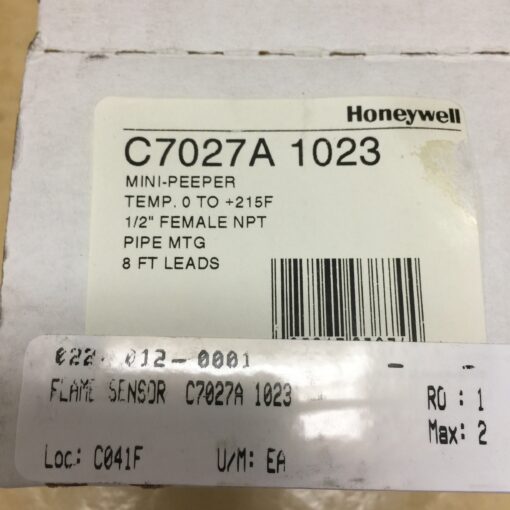 Honeywell
C7027A 1023
MINI-PEEPER
TEMP. 0 TO +215F
1/2" FEMALE NPT
PIPE MTG
8 FT LEADS
022-012-0001
FLAME SENSOR C7027A 1023
RO : 1
Max: 2
Loc: C041F U/M: EA